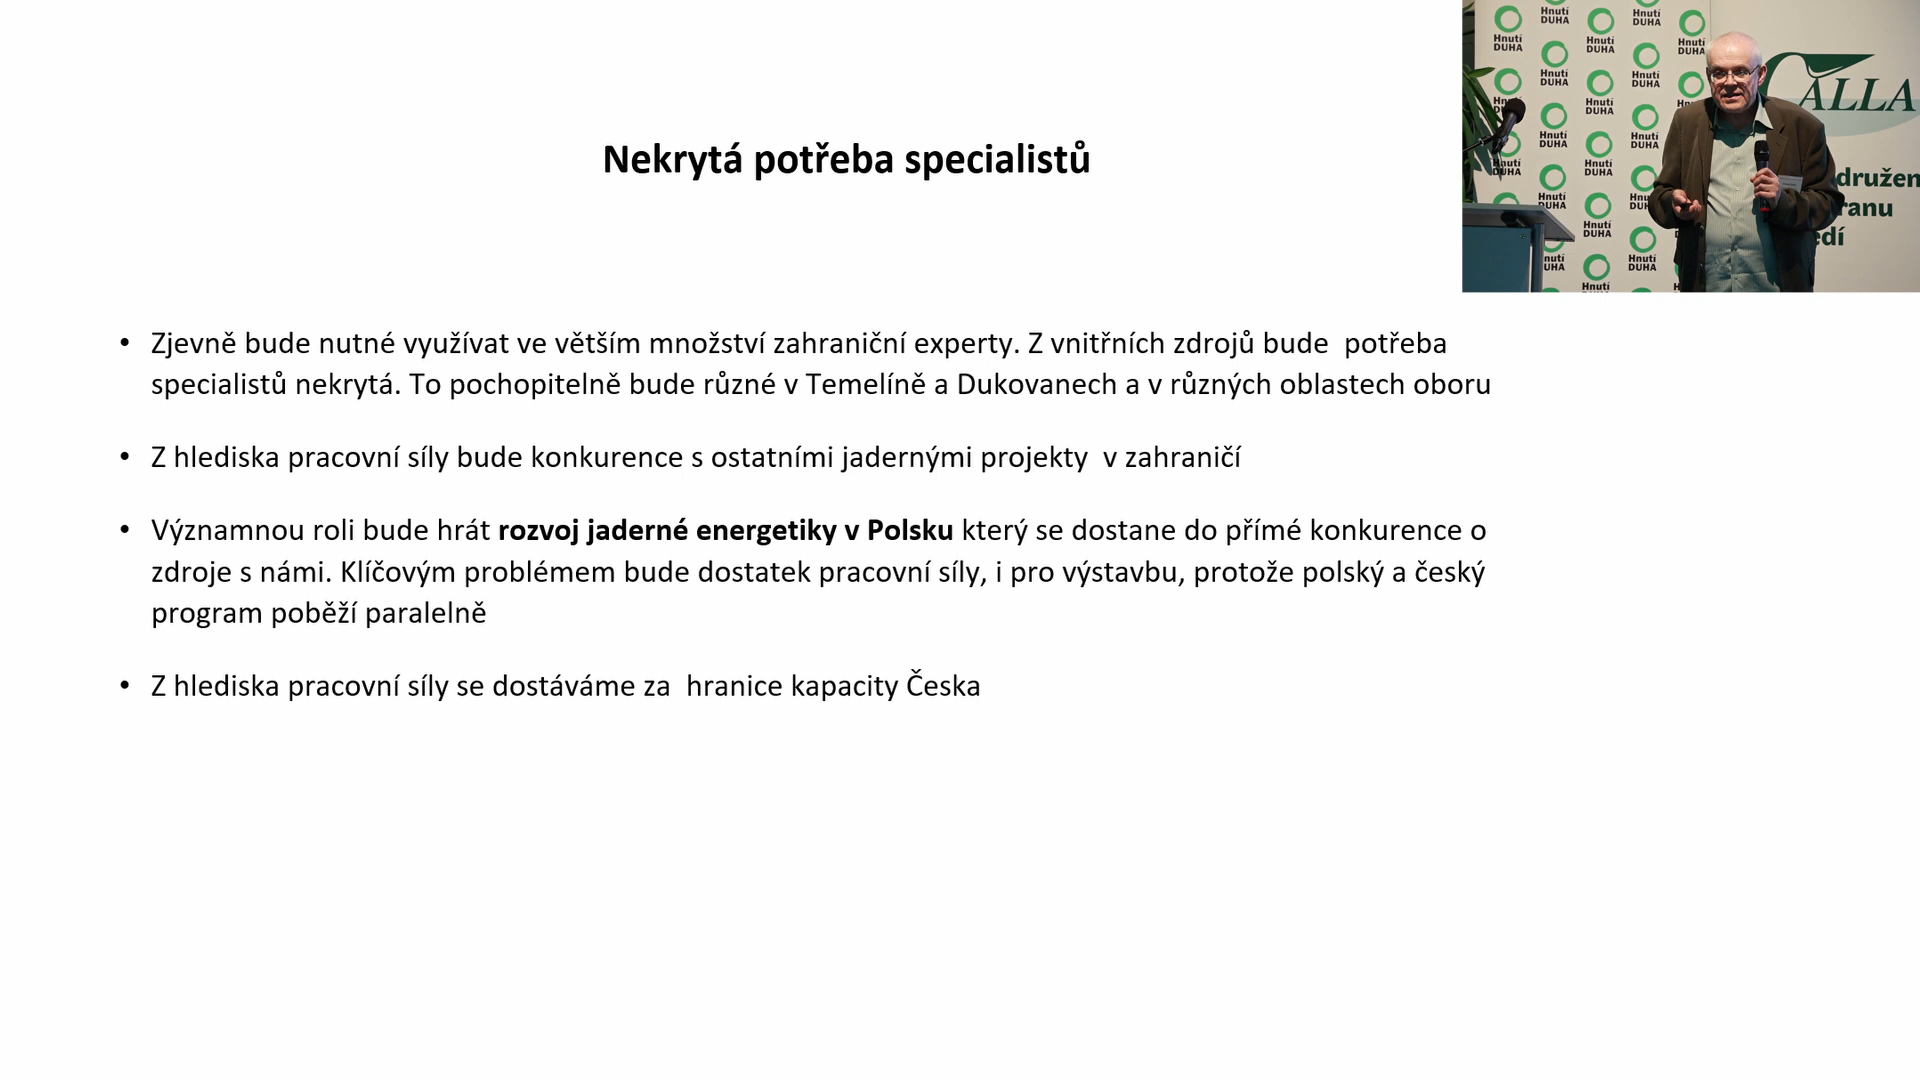 Nekrytá potřeba specialistů
• Zjevně bude nutné využívat ve větším množství zahraniční experty. Z vnitřních zdrojů bude  potřeba
specialistů nekrytá. To pochopitelně bude různé v Temelíně a Dukovanech a v různých oblastech oboru
• Z hlediska pracovní síly bude konkurence s ostatními jadernými projekty  v zahraničí
• Významnou roli bude hrát rozvoj jaderné energetiky v Polsku který se dostane do přímé konkurence o
zdroje s námi. Klíčovým problémem bude dostatek pracovní síly, i pro výstavbu, protože polský a český
program poběží paralelně
• Z hlediska pracovní síly se dostáváme za  hranice kapacity Česka
Hnutí
DUHA
CALLA